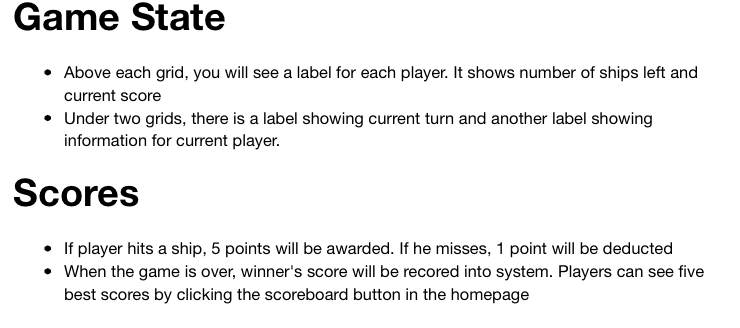 Game State
• Above each grid, you will see a label for each player. It shows number of ships left and
current score
• Under two grids, there is a label showing current turn and another label showing
information for current player.
Scores
• If player hits a ship, 5 points will be awarded. If he misses, 1 point will be deducted
• When the game is over, winner's score will be recored into system. Players can see five
best scores by clicking the scoreboard button in the homepage